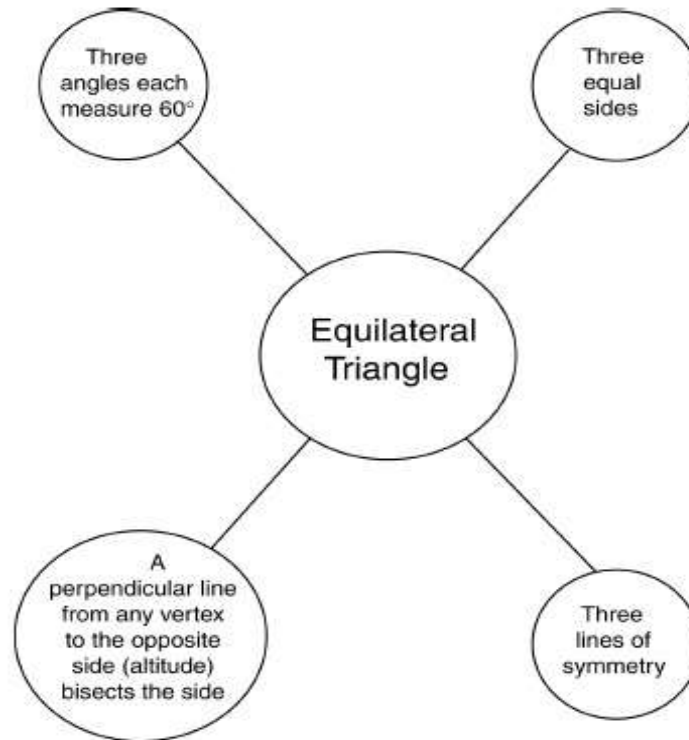 Three
angles each
measure 60°
Three
equal
sides
Equilateral
Triangle
A
perpendicular line
from any vertex
to the opposite
side (altitude)
bisects the side
Three
lines of
symmetry